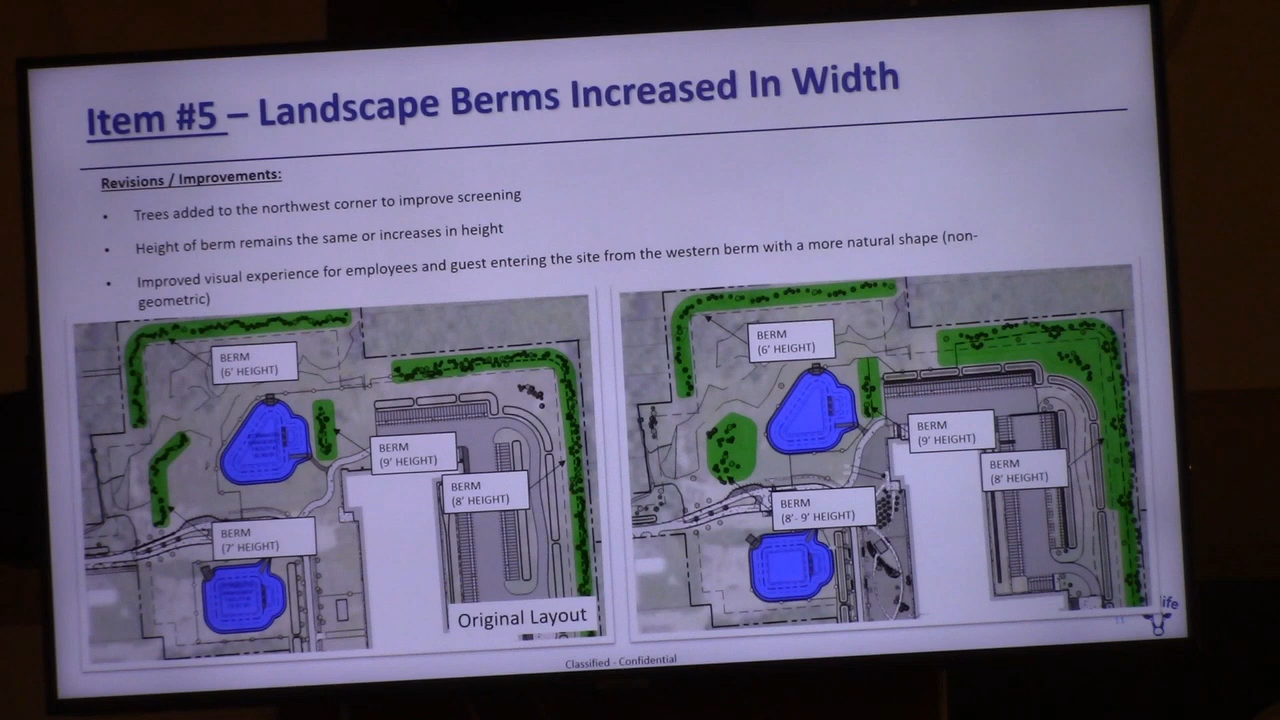 Item #5 – Landscape Berms Increased In Width
Revisions / Improvements:
• Trees added to the northwest corner to improve screening
• Height of berm remains the same or increases in height
• Improved visual experience for employees and guest entering the site from the western berm with a more natural shape (non-
geometric)
BERM
(6' HEIGHT)
BERM
(9' HEIGHT)
BERM
(8' HEIGHT)
BERM
(7' HEIGHT)
Original Layout
BERM
(6' HEIGHT)
BERM
(9' HEIGHT)
BERM
(8' HEIGHT)
BERM
(8'- 9' HEIGHT)
ife
11
Classified - Confidential